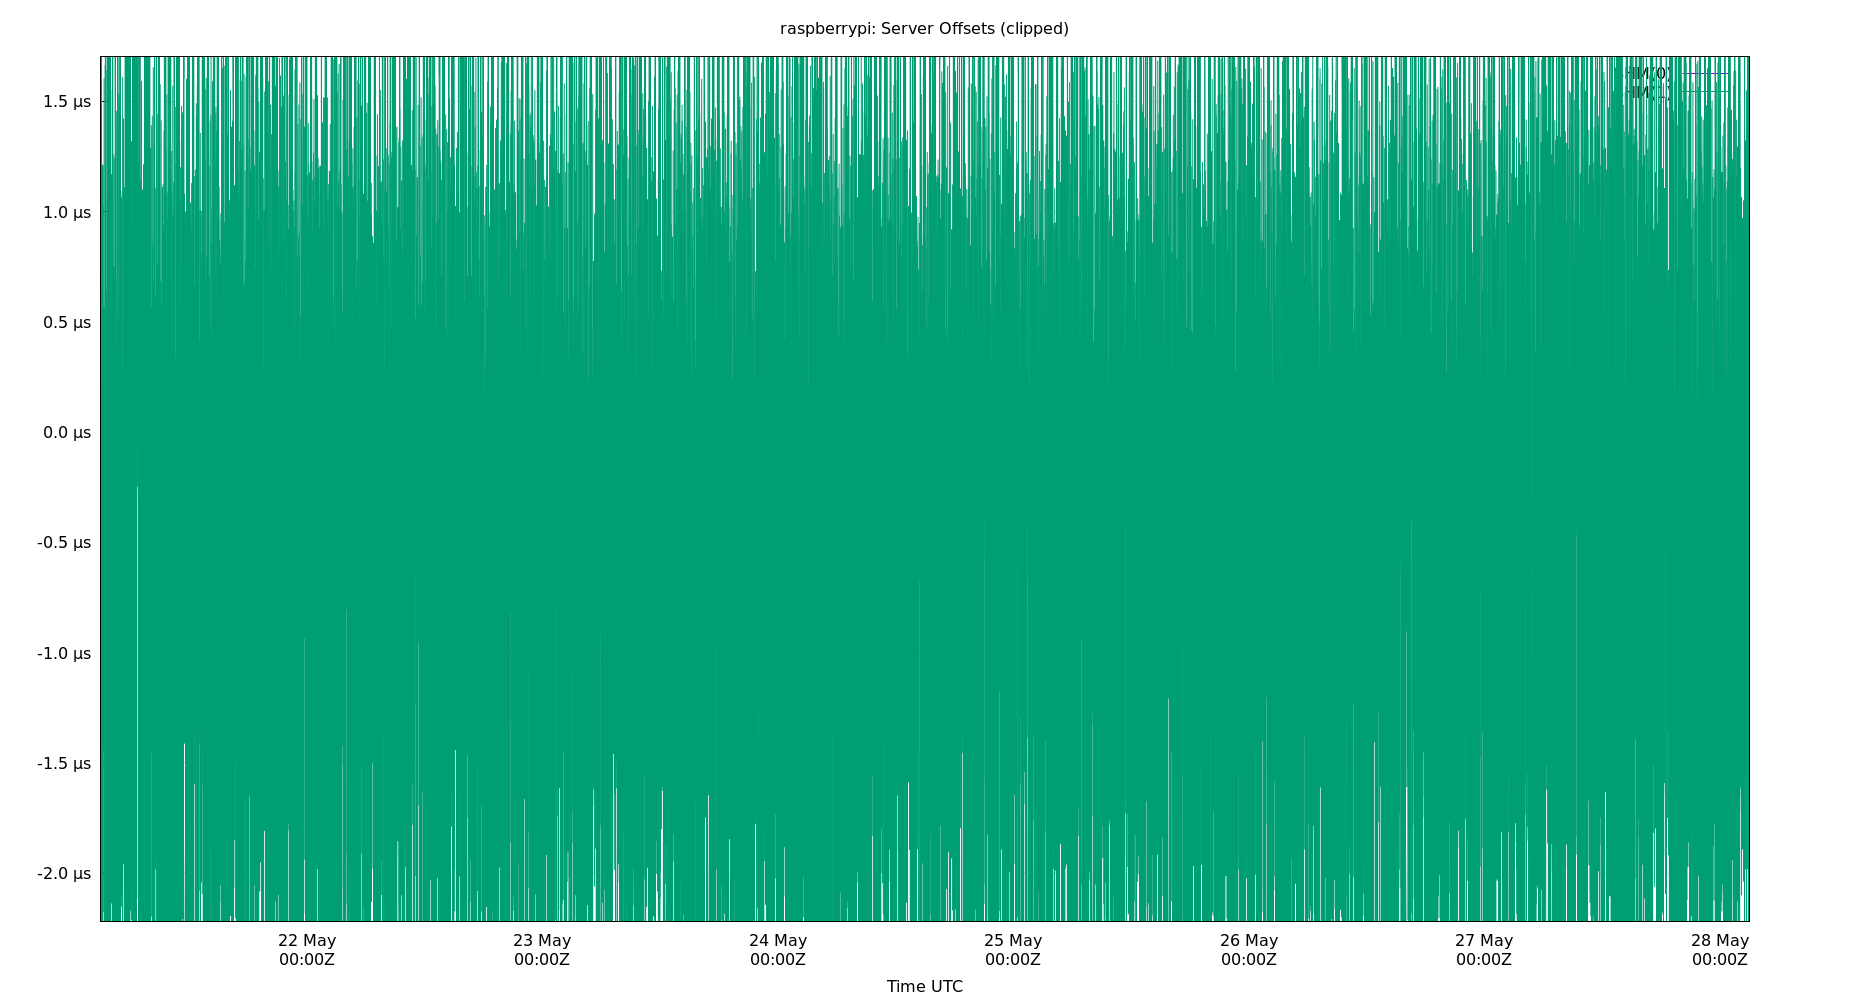 raspberrypi: Server Offsets (clipped)
1.5 µs
1.0 µs
0.5 µs
0.0 µs
-0.5 µs
-1.0 µs
-1.5 µs
-2.0 µs
22 May
00:00Z
23 May
00:00Z
24 May
00:00Z
25 May
00:00Z
26 May
00:00Z
27 May
00:00Z
28 May
00:00Z
Time UTC